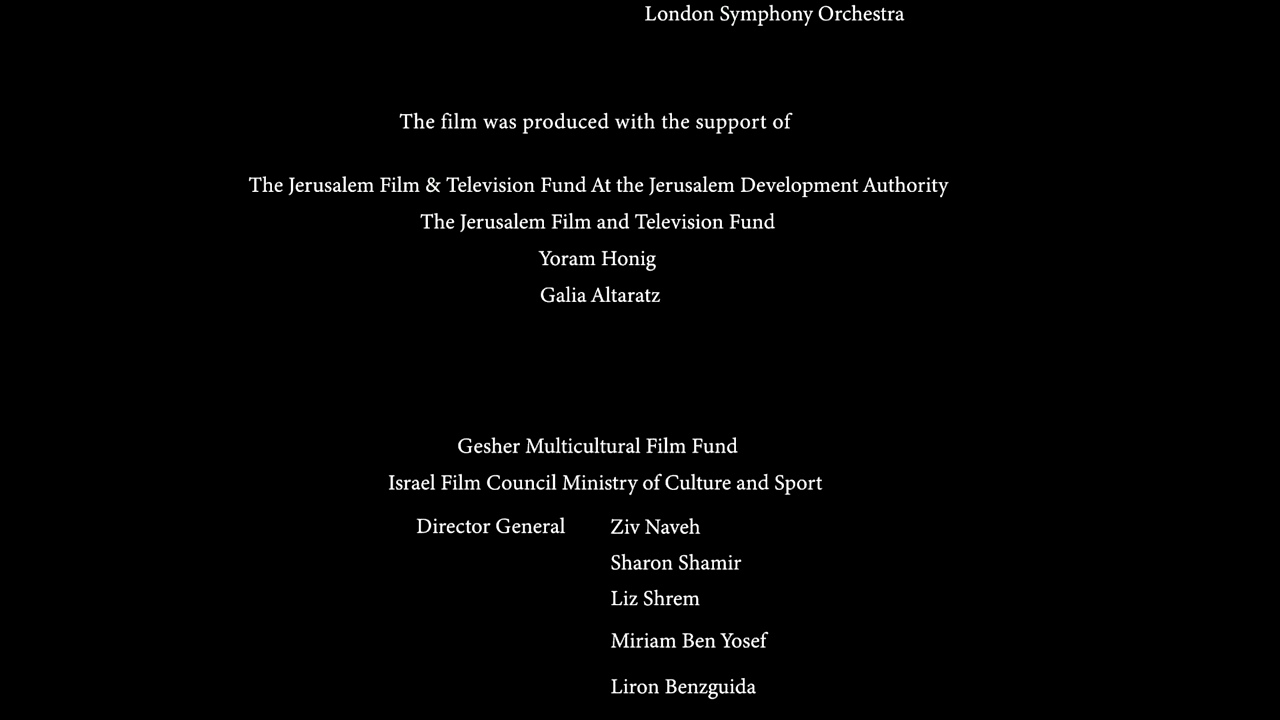 London Symphony Orchestra
The film was produced with the support of
The Jerusalem Film & Television Fund At the Jerusalem Development Authority
The Jerusalem Film and Television Fund
Yoram Honig
Galia Altaratz
Gesher Multicultural Film Fund
Israel Film Council Ministry of Culture and Sport
Director General Ziv Naveh
Sharon Shamir
Liz Shrem
Miriam Ben Yosef
Liron Benzguida